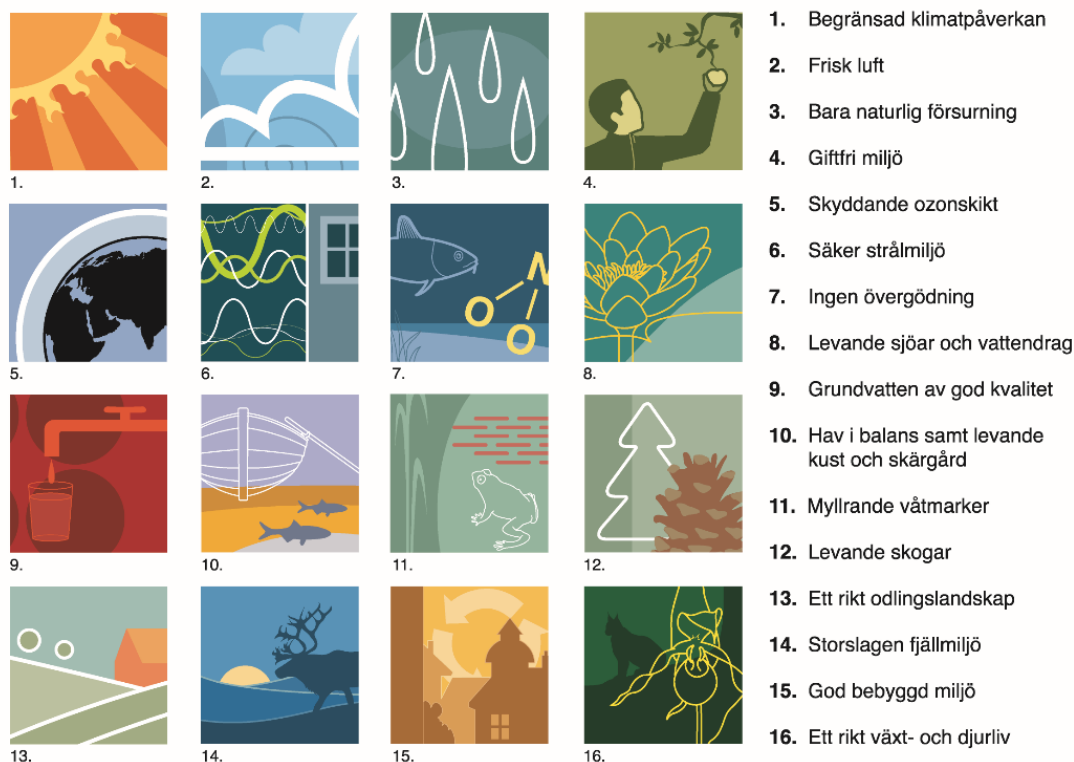 1.
2.
3.
4.
5.
6.
N
O
O
7.
8.
9.
10.
11.
12.
13.
14.
15.
16.
1. Begränsad klimatpåverkan
2. Frisk luft
3. Bara naturlig försurning
4. Giftfri miljö
5. Skyddande ozonskikt
6. Säker strålmiljö
7. Ingen övergödning
8. Levande sjöar och vattendrag
9. Grundvatten av god kvalitet
10. Hav i balans samt levande
kust och skärgård
11. Myllrande våtmarker
12. Levande skogar
13. Ett rikt odlingslandskap
14. Storslagen fjällmiljö
15. God bebyggd miljö
16. Ett rikt växt- och djurliv